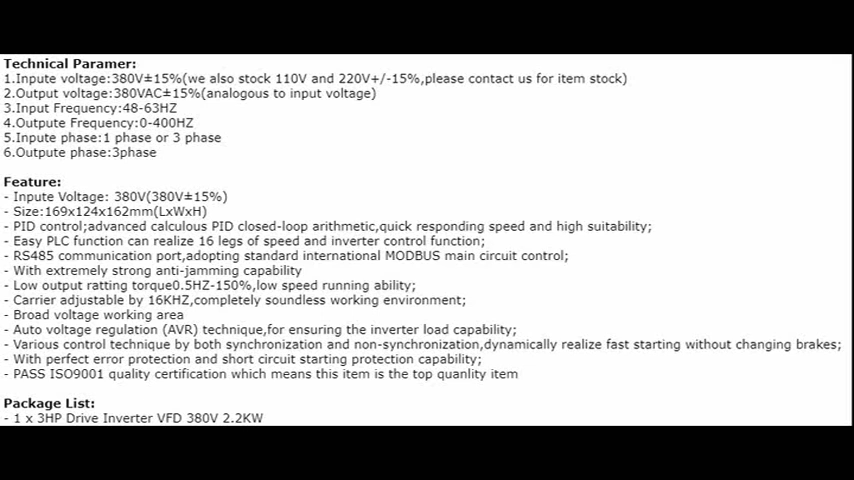 Technical Paramer:
1.Inpute voltage:380V±15%(we also stock 110V and 220V+/-15%,please contact us for item stock)
2.Output voltage:380VAC±15%(analogous to input voltage)
3.Input Frequency:48-63HZ
4.Outpute Frequency:0-400HZ
5.Inpute phase:1 phase or 3 phase
6.Outpute phase:3phase
Feature:
- Inpute Voltage: 380V(380V±15%)
- Size:169x124x162mm(LxWxH)
- PID control;advanced calculous PID closed-loop arithmetic,quick responding speed and high suitability;
- Easy PLC function can realize 16 legs of speed and inverter control function;
- RS485 communication port,adopting standard international MODBUS main circuit control;
- With extremely strong anti-jamming capability
- Low output ratting torque0.5HZ-150%,low speed running ability;
- Carrier adjustable by 16KHZ,completely soundless working environment;
- Broad voltage working area
- Auto voltage regulation (AVR) technique,for ensuring the inverter load capability;
- Various control technique by both synchronization and non-synchronization,dynamically realize fast starting without changing brakes;
- With perfect error protection and short circuit starting protection capability;
- PASS ISO9001 quality certification which means this item is the top quanlity item
Package List:
- 1 x 3HP Drive Inverter VFD 380V 2.2KW